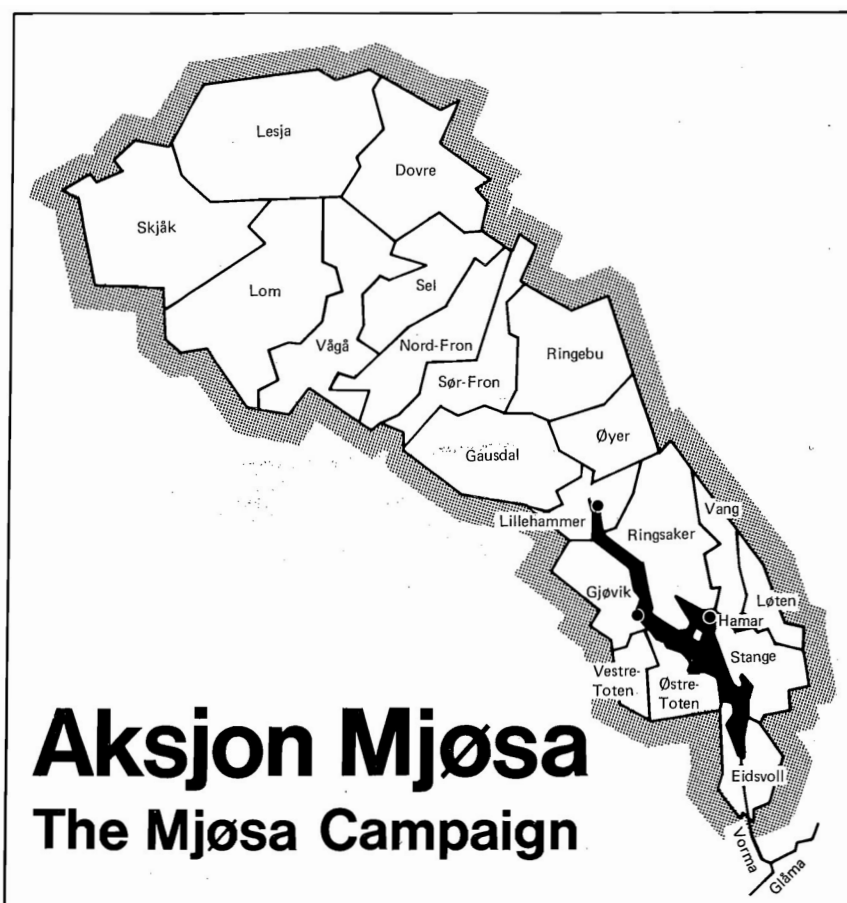 Lesja
Dovre
Skjåk
Lom
Sel
Vågå
Nord-Fron
Ringebu
Sør-Fron
Øyer
Gausdal
Vang
Lillehammer
Ringsaker
Gjøvik
Løten
Hamar
Stange
Vestre-
Toten
Østre-
Toten
Aksjon Mjøsa
Eidsvoll
The Mjøsa Campaign
Vorma
Glåma